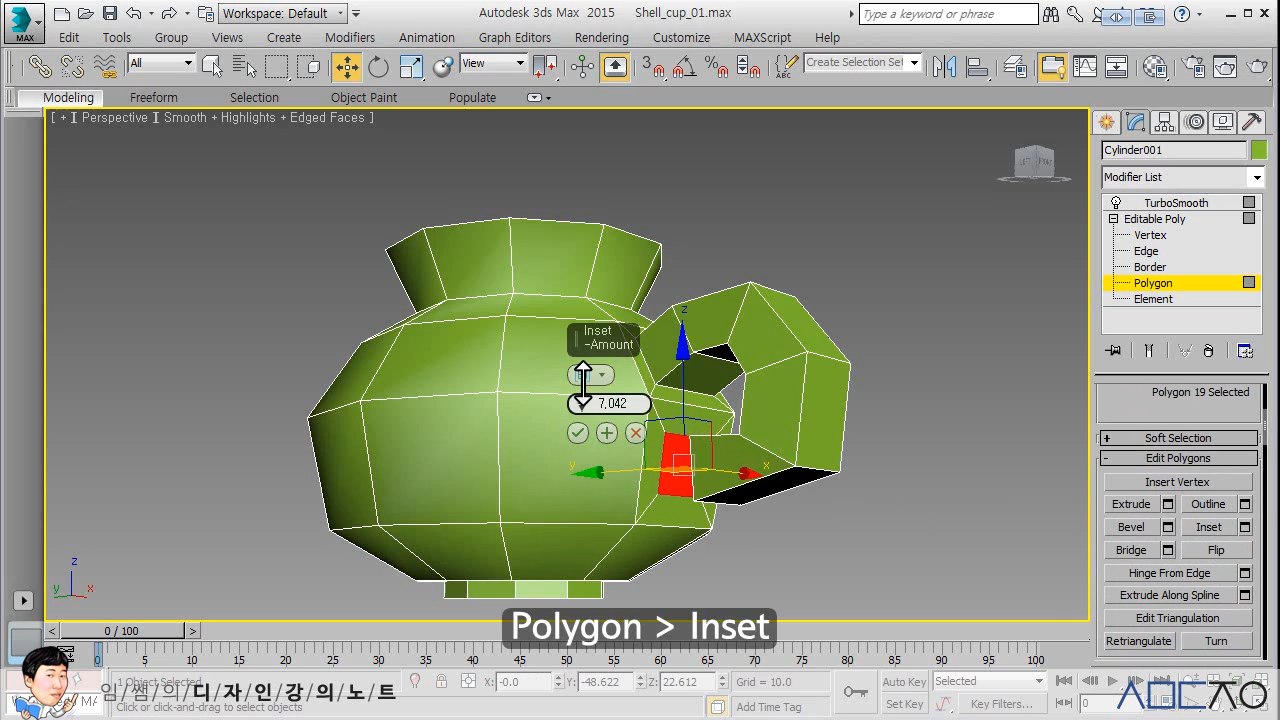 MAX Workspace: Default Autodesk 3ds Max 2015 Shell_cup_01.max Type a keyword or phrase
Edit Tools Group Views Create Modifiers Animation Graph Editors Rendering Customize MAXScript Help
All View 3 Create Selection Set
Modeling Freeform Selection Object Paint Populate
[ + ] Perspective ] Smooth + Highlights + Edged Faces ]
Cylinder001
Modifier List
TurboSmooth
Editable Poly
Vertex
Edge
Border
Polygon
Element
Polygon 19 Selected
+ Soft Selection
- Edit Polygons
Insert Vertex
Extrude Outline
Bevel Inset
Bridge Flip
Hinge From Edge
Extrude Along Spline
Edit Triangulation
Retriangulate Turn
LEFT
Inset
-Amount
7,042
z
y x
z
y x
Polygon > Inset
< 0 / 100 >
0 5 10 15 20 25 30 35 40 45 50 55 60 65 70 75 80 85 90 95 100
1 Object Selected X: -0.0 Y: -48.622 Z: 22.612 Grid = 10.0 Auto Key Selected
Click or click-and-drag to select objects Add Time Tag Set Key Key Filters... 0
임/쌤/의/디/자/인/강/의/노/트